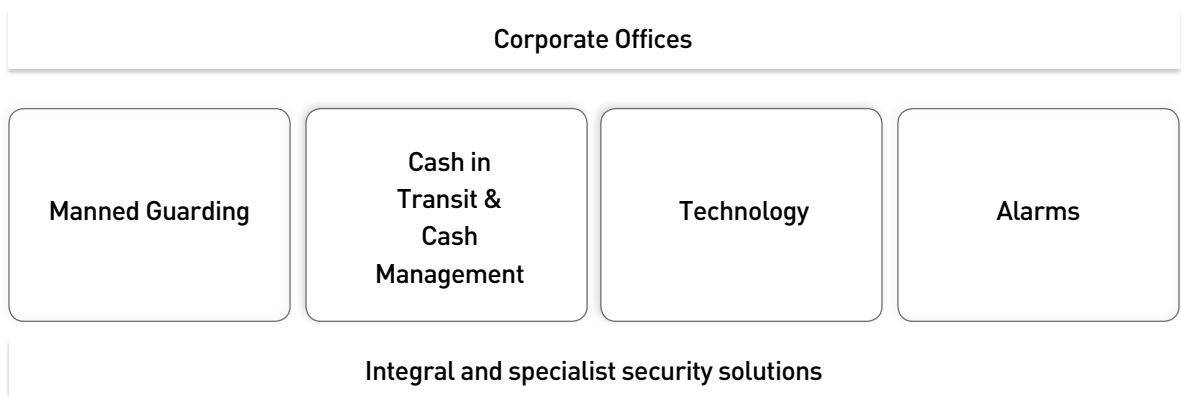 Corporate Offices
Manned Guarding
Cash in
Transit &
Cash
Management
Technology
Alarms
Integral and specialist security solutions